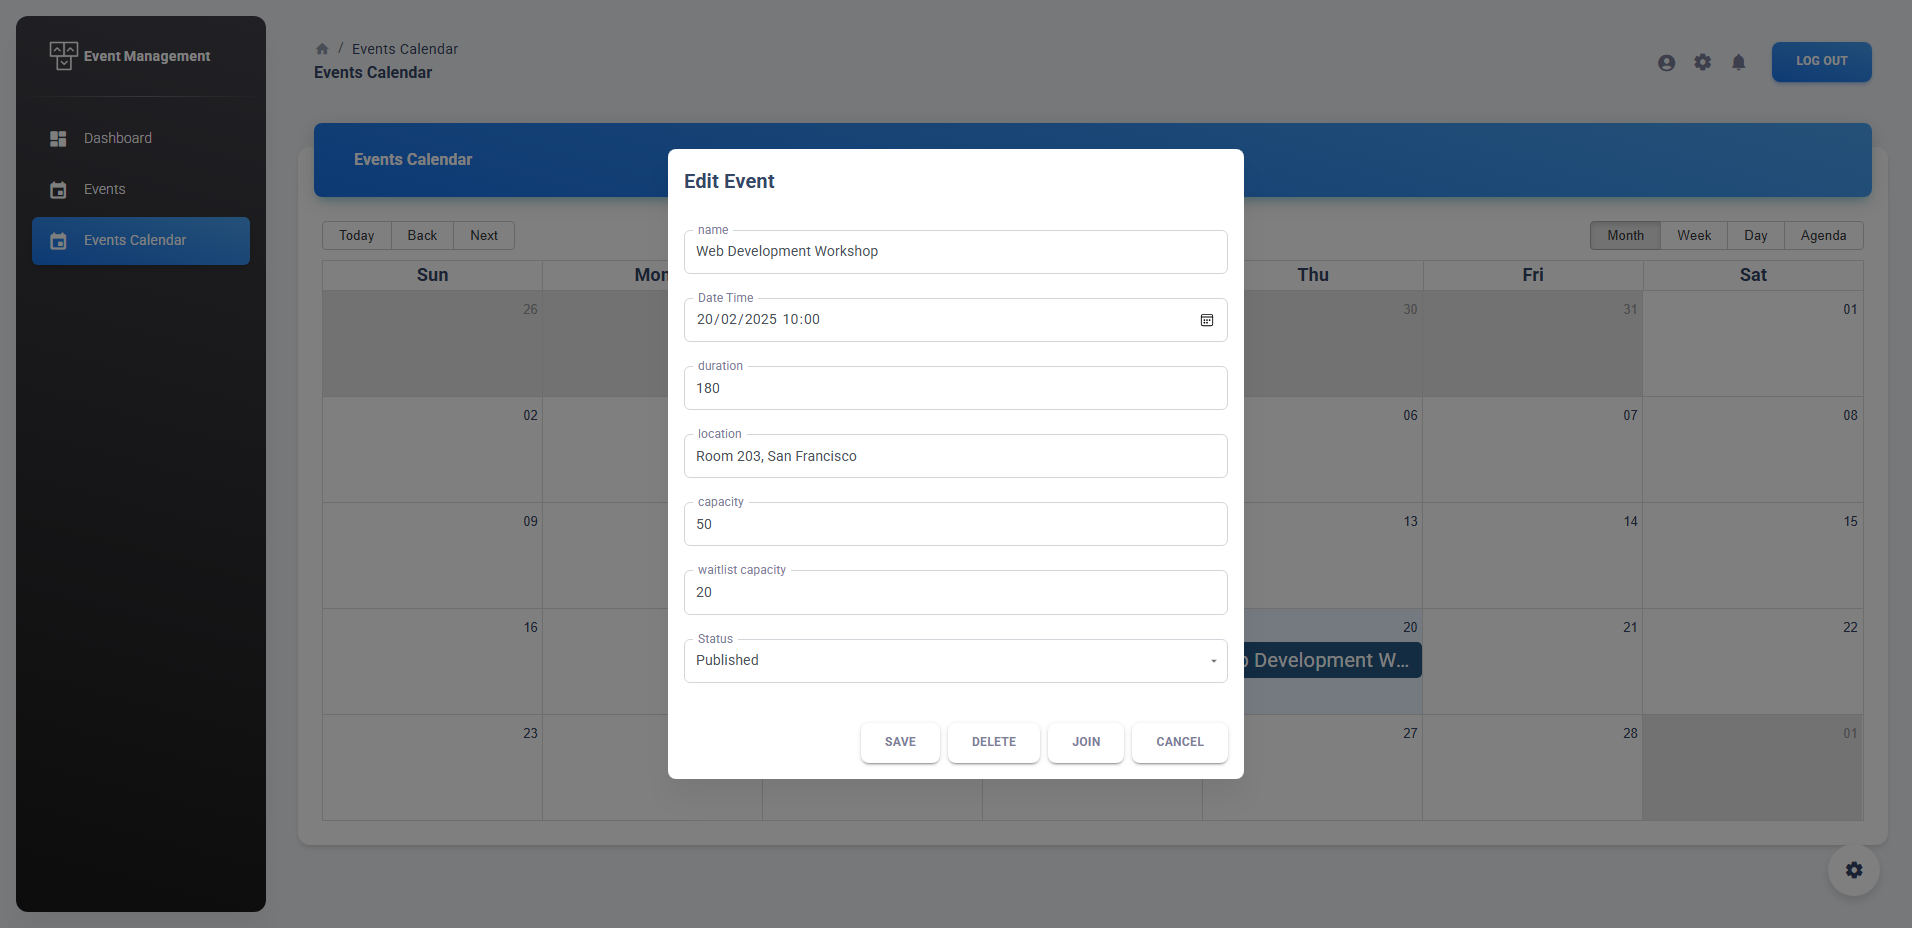 Event Management
Dashboard
Events
Events Calendar
/ Events Calendar
Events Calendar
LOG OUT
Events Calendar
Today Back Next
Month Week Day Agenda
Sun Mon Thu Fri Sat
26 30 31 01
02 06 07 08
09 13 14 15
16 20 21 22
Development W...
23 27 28 01
Edit Event
name
Web Development Workshop
Date Time
20/02/2025 10:00
duration
180
location
Room 203, San Francisco
capacity
50
waitlist capacity
20
Status
Published
SAVE DELETE JOIN CANCEL